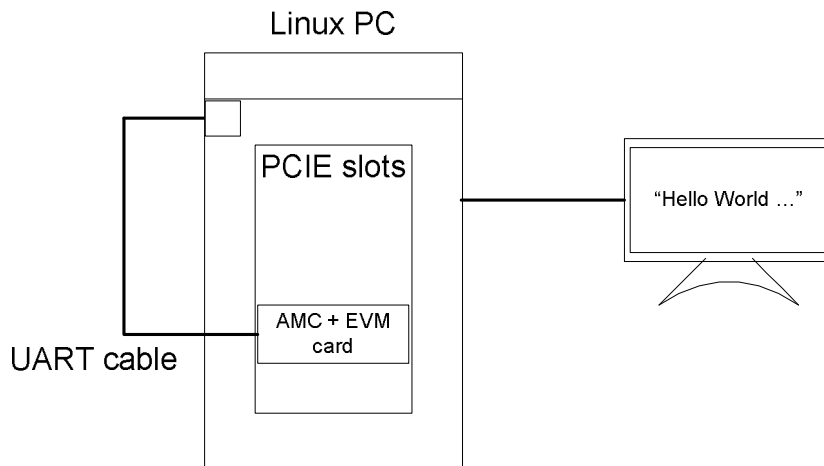 Linux PC
PCIE slots
“Hello World …”
AMC + EVM
card
UART cable